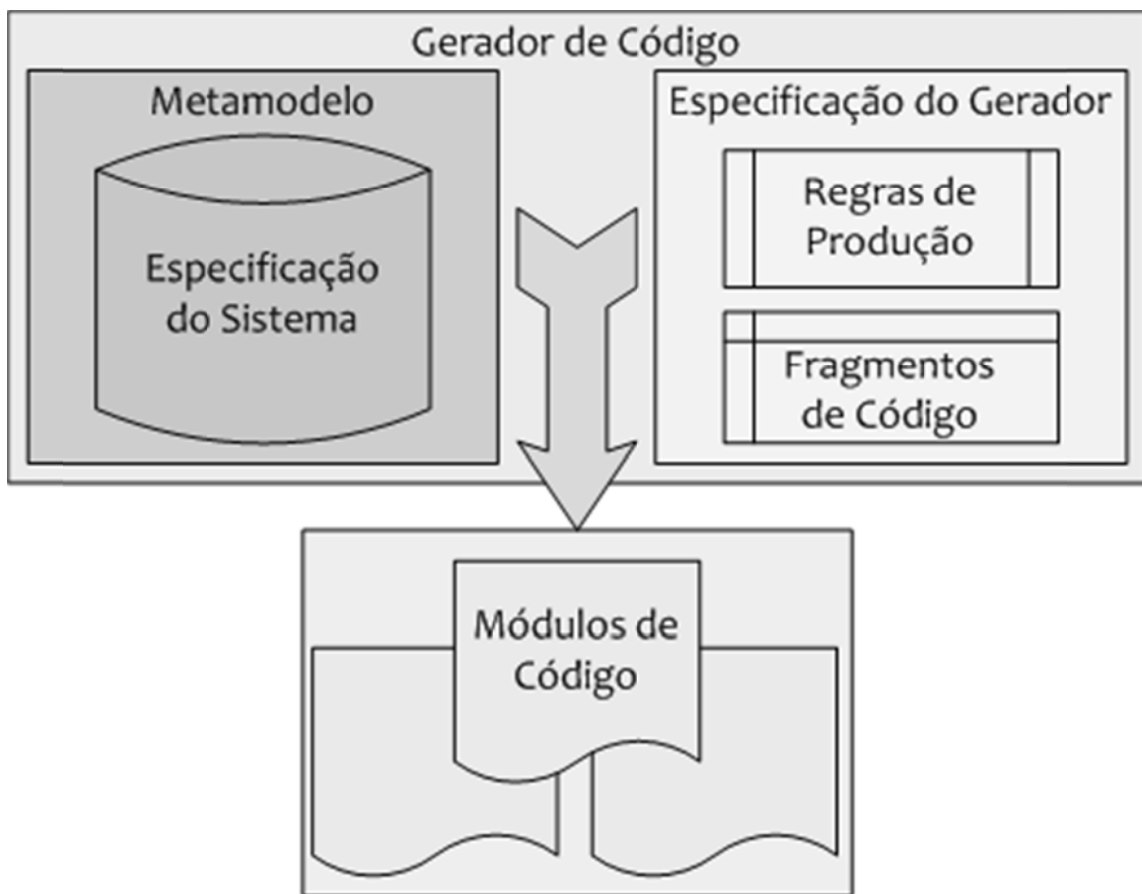 Gerador de Código
Metamodelo
Especificação
do Sistema
Especificação do Gerador
Regras de
Produção
Fragmentos
de Código
Módulos de
Código